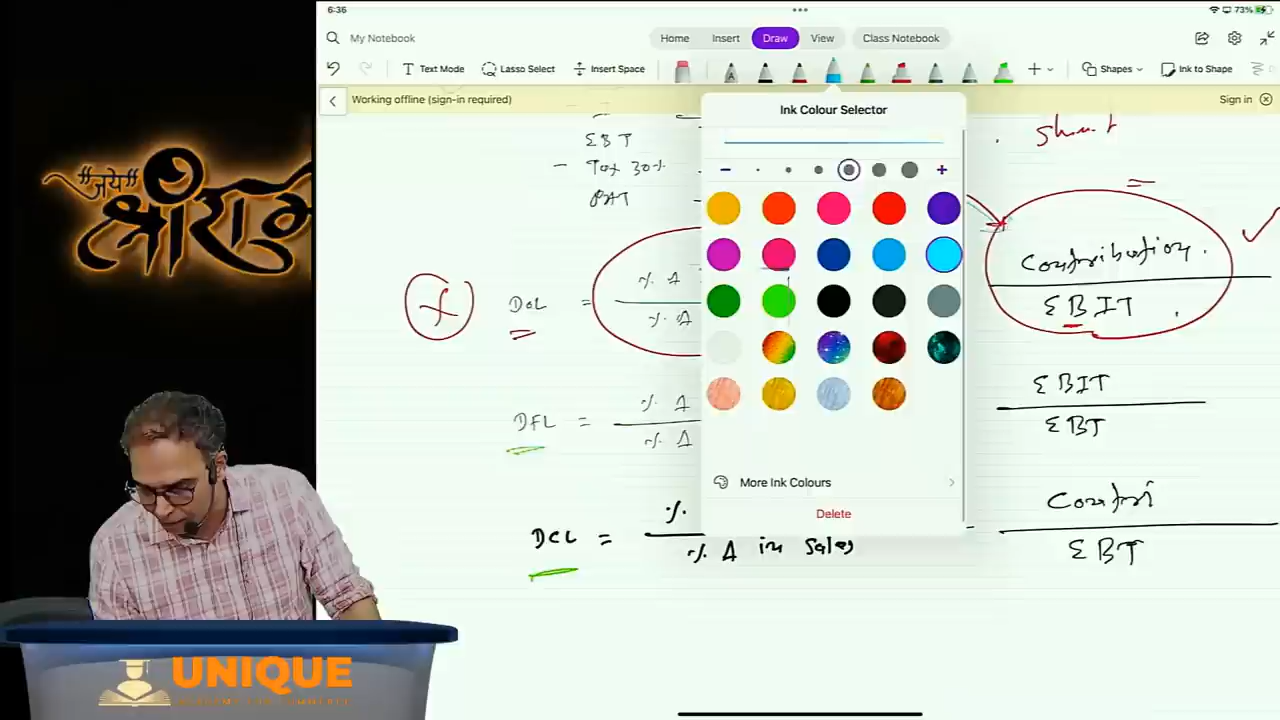 6:36
73%
My Notebook
Home
Insert
Draw
View
Class Notebook
Text Mode
Lasso Select
Insert Space
Shapes
Ink to Shape
Working offline (sign-in required)
Sign in
Ink Colour Selector
More Ink Colours
Delete
EBT
- Tax 30%
PAT
Short
DOL =
% Δ
% Δ
Contribution
EBIT
DFL =
% Δ
% Δ
EBIT
EBT
DCL =
%
% Δ in sales
=
Contri
EBT
"जय"
श्री राम
UNIQUE